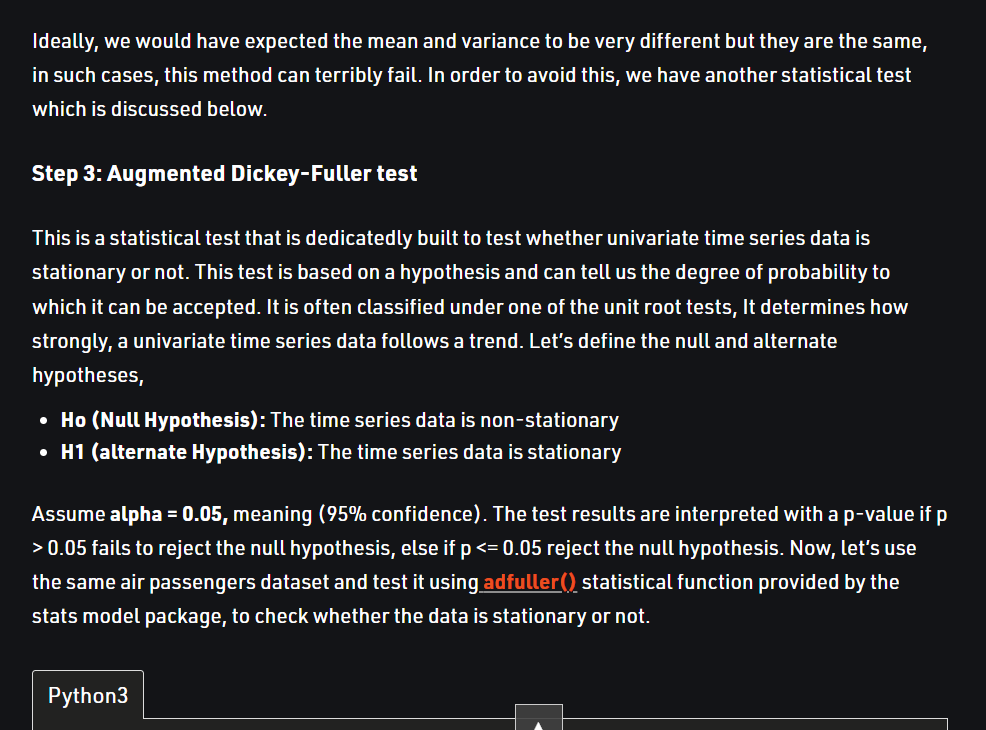 Ideally, we would have expected the mean and variance to be very different but they are the same,
in such cases, this method can terribly fail. In order to avoid this, we have another statistical test
which is discussed below.
Step 3: Augmented Dickey-Fuller test
This is a statistical test that is dedicatedly built to test whether univariate time series data is
stationary or not. This test is based on a hypothesis and can tell us the degree of probability to
which it can be accepted. It is often classified under one of the unit root tests, It determines how
strongly, a univariate time series data follows a trend. Let's define the null and alternate
hypotheses,
• Ho (Null Hypothesis): The time series data is non-stationary
• H1 (alternate Hypothesis): The time series data is stationary
Assume alpha = 0.05, meaning (95% confidence). The test results are interpreted with a p-value if p
> 0.05 fails to reject the null hypothesis, else if p <= 0.05 reject the null hypothesis. Now, let's use
the same air passengers dataset and test it using adfuller() statistical function provided by the
stats model package, to check whether the data is stationary or not.
Python3